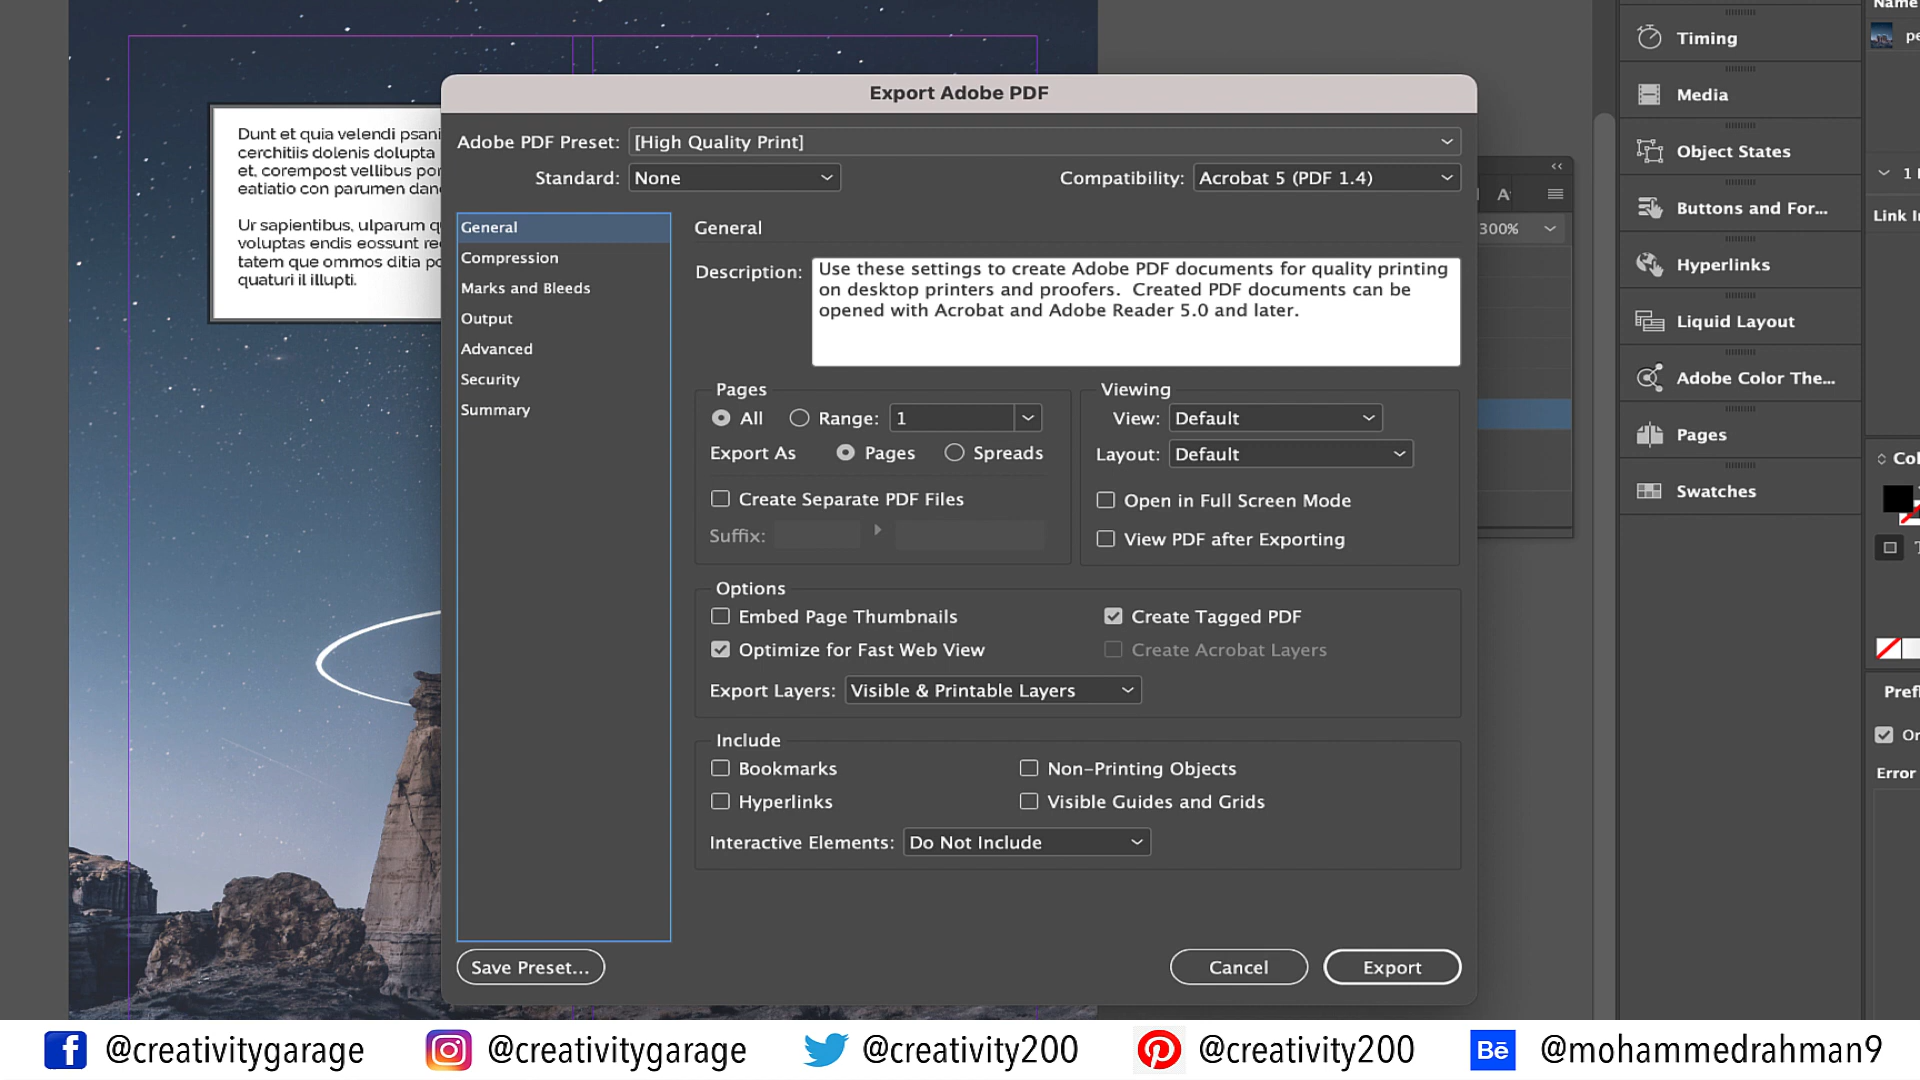 Export Adobe PDF
Adobe PDF Preset: [High Quality Print]
Standard: None
Compatibility: Acrobat 5 (PDF 1.4)
General
Compression
Marks and Bleeds
Output
Advanced
Security
Summary
General
Description: Use these settings to create Adobe PDF documents for quality printing
on desktop printers and proofers. Created PDF documents can be
opened with Acrobat and Adobe Reader 5.0 and later.
Pages
All Range: 1
Export As Pages Spreads
Create Separate PDF Files
Suffix:
Viewing
View: Default
Layout: Default
Open in Full Screen Mode
View PDF after Exporting
Options
Embed Page Thumbnails
Create Tagged PDF
Optimize for Fast Web View
Create Acrobat Layers
Export Layers: Visible & Printable Layers
Include
Bookmarks
Non-Printing Objects
Hyperlinks
Visible Guides and Grids
Interactive Elements: Do Not Include
Save Preset...
Cancel
Export
Dunt et quia velendi psani
cerchitiis dolenis dolupta
et, corempost vellibus por
eatiatio con parumen dand
Ur sapientibus, ulparum q
voluptas endis eossunt re
tatem que ommos ditia po
quaturi il illupti.
300%
Timing
Media
Object States
Buttons and For...
Hyperlinks
Liquid Layout
Adobe Color The...
Pages
Swatches
Name
Link I
Col
Prefl
Error
@creativitygarage
@creativitygarage
@creativity200
@creativity200
Bē @mohammedrahman9